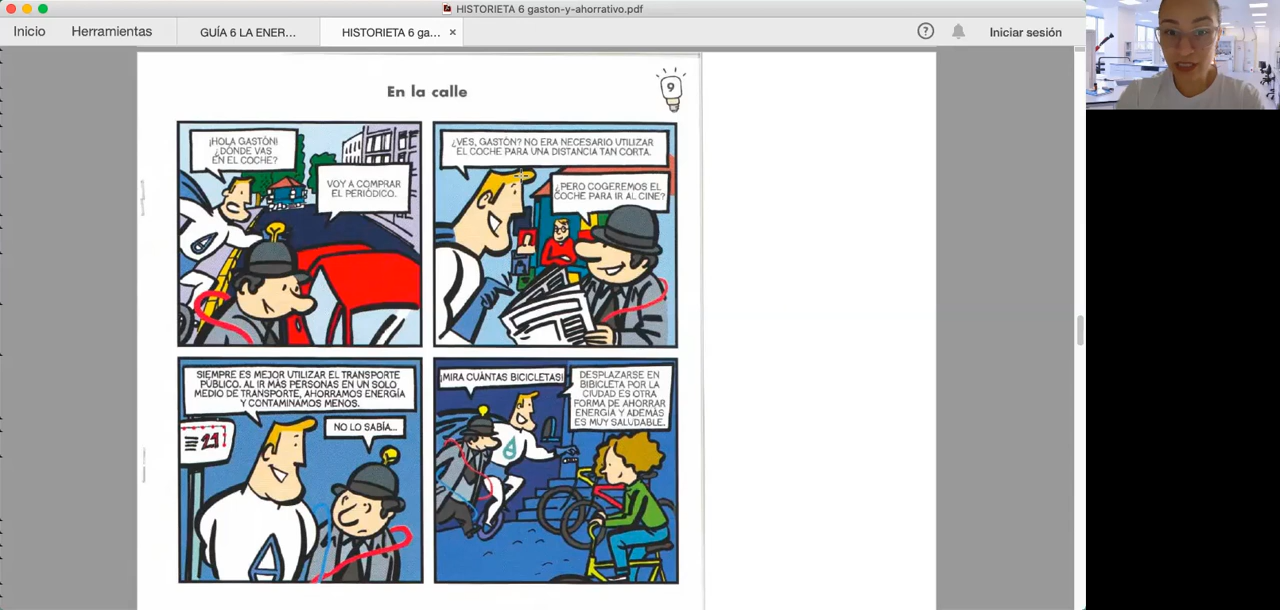 HISTORIETA 6 gaston-y-ahorrativo.pdf
Inicio
Herramientas
GUÍA 6 LA ENER...
HISTORIETA 6 ga... ×
?
Iniciar sesión
En la calle
9
¡HOLA GASTÓN!
¿DÓNDE VAS
EN EL COCHE?
VOY A COMPRAR
EL PERIÓDICO.
¿VES, GASTÓN? NO ERA NECESARIO UTILIZAR
EL COCHE PARA UNA DISTANCIA TAN CORTA.
¿PERO COGEREMOS EL
COCHE PARA IR AL CINE?
SIEMPRE ES MEJOR UTILIZAR EL TRANSPORTE
PÚBLICO. AL IR MÁS PERSONAS EN UN SOLO
MEDIO DE TRANSPORTE, AHORRAMOS ENERGÍA
Y CONTAMINAMOS MENOS.
NO LO SABÍA...
29
¡MIRA CUÁNTAS BICICLETAS!
DESPLAZARSE EN
BIBICLETA POR LA
CIUDAD ES OTRA
FORMA DE AHORRAR
ENERGÍA Y ADEMÁS
ES MUY SALUDABLE.